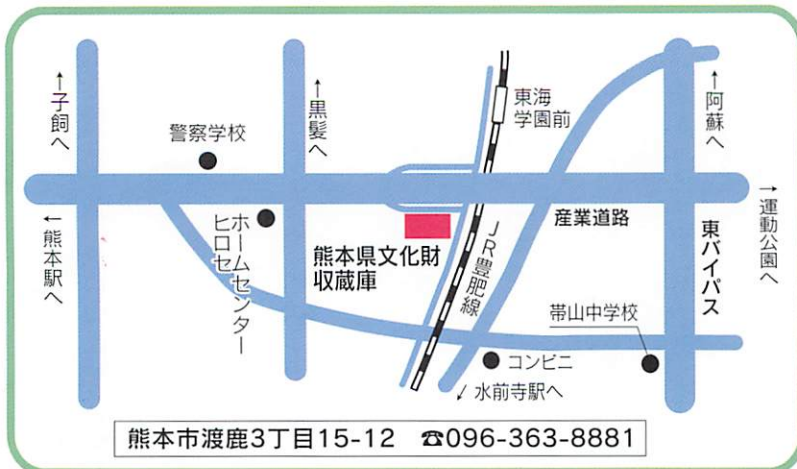 ↑子飼へ
警察学校
↑黒髪へ
東海
学園前
↑阿蘇へ
←熊本駅へ
ホームセンター
ヒロセ
熊本県文化財
収蔵庫
JR豊肥線
産業道路
東バイパス
→運動公園へ
帯山中学校
コンビニ
↓水前寺駅へ
熊本市渡鹿3丁目15-12 ☎096-363-8881